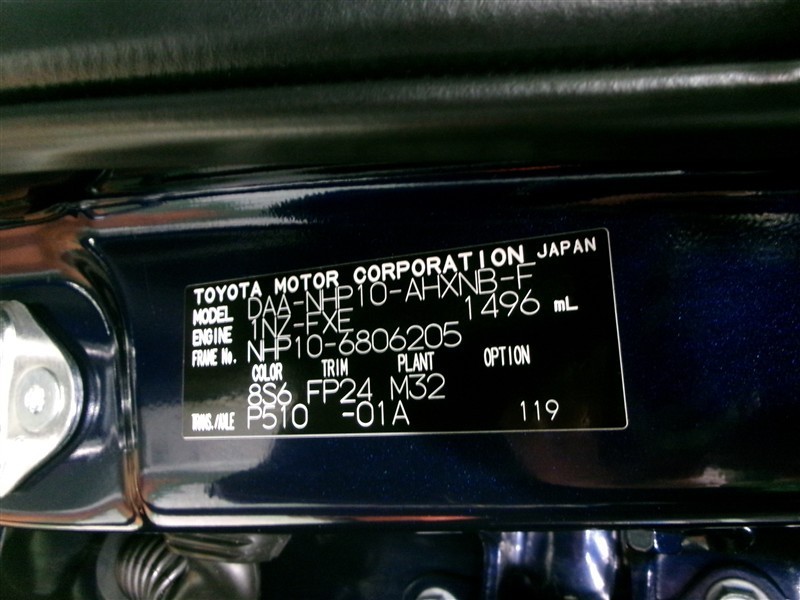 TOYOTA MOTOR CORPORATION JAPAN
MODEL DAA-NHP10-AHXNB-F
ENGINE 1NZ-FXE 1496 mL
FRAME No. NHP10-6806205
COLOR TRIM PLANT OPTION
8S6 FP24 M32
TRANS./AXLE P510 -01A 119